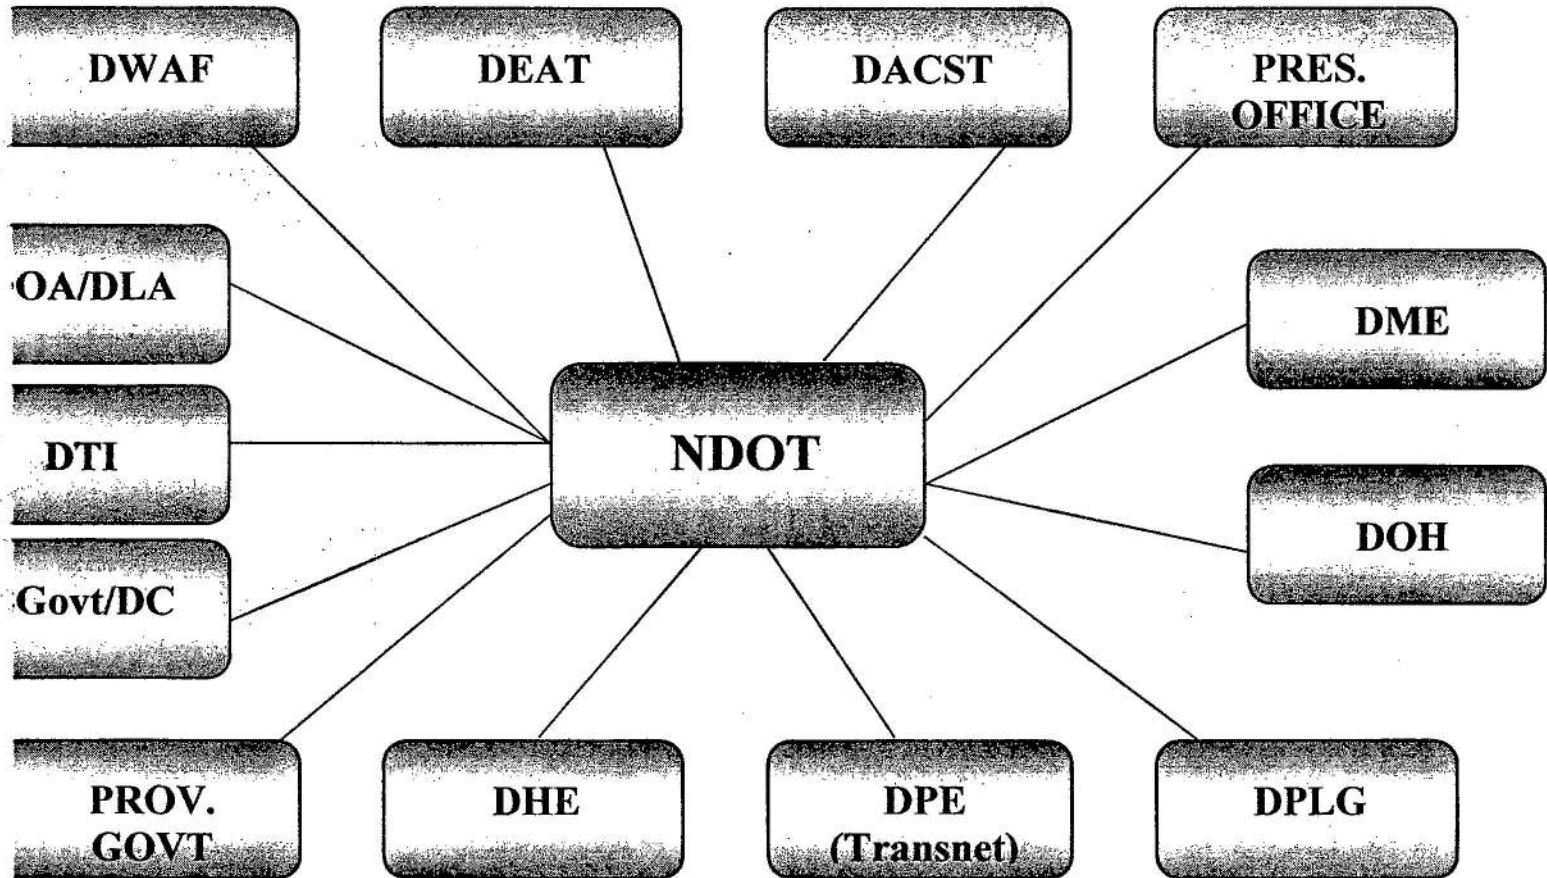 DWAF
DEAT
DACST
PRES.
OFFICE
OA/DLA
DME
DTI
NDOT
DOH
Govt/DC
PROV.
GOVT
DHE
DPE
(Transnet)
DPLG